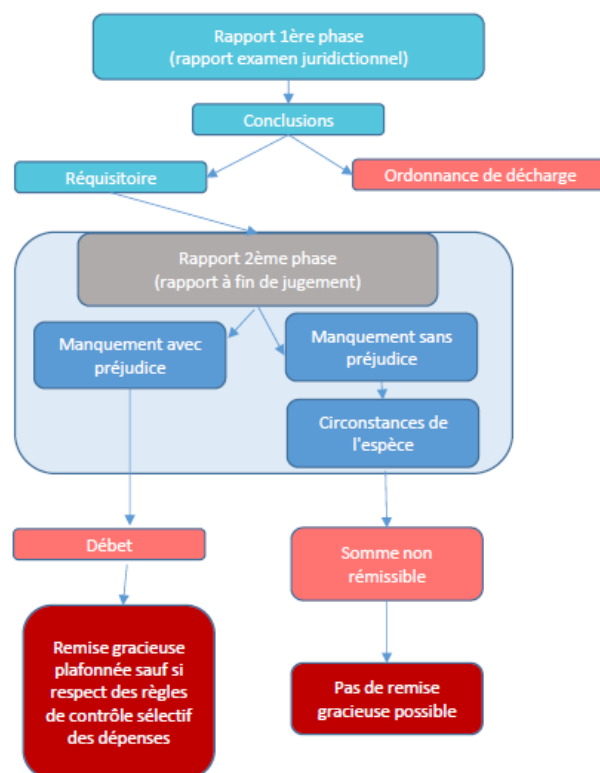 Rapport 1ère phase
(rapport examen juridictionnel)
Conclusions
Réquisitoire
Ordonnance de décharge
Rapport 2ème phase
(rapport à fin de jugement)
Manquement avec
préjudice
Manquement sans
préjudice
Circonstances de
l'espèce
Débet
Somme non
rémissible
Remise gracieuse
plafonnée sauf si
respect des règles
de contrôle sélectif
des dépenses
Pas de remise
gracieuse possible